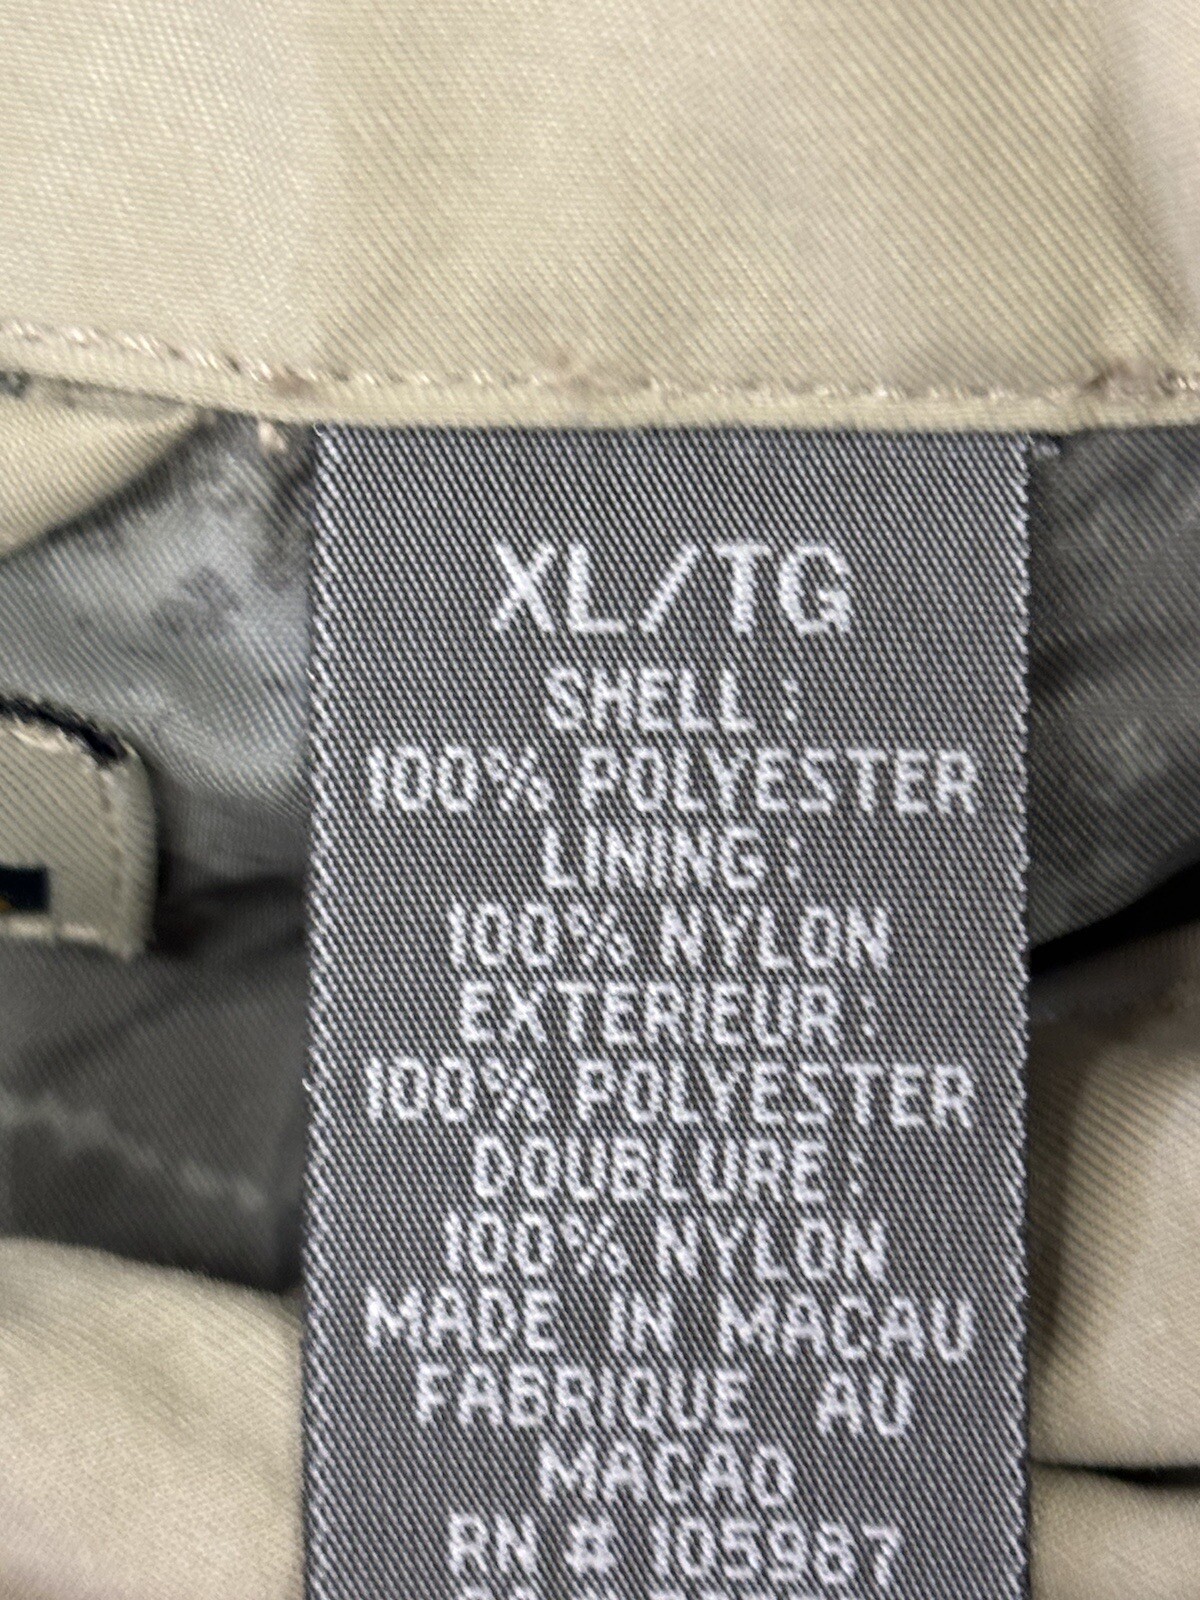 XL/TG
SHELL:
100% POLYESTER
LINING:
100% NYLON
EXTERIEUR:
100% POLYESTER
DOUBLURE:
100% NYLON
MADE IN MACAU
FABRIQUE AU
MACAO
RN # 105987